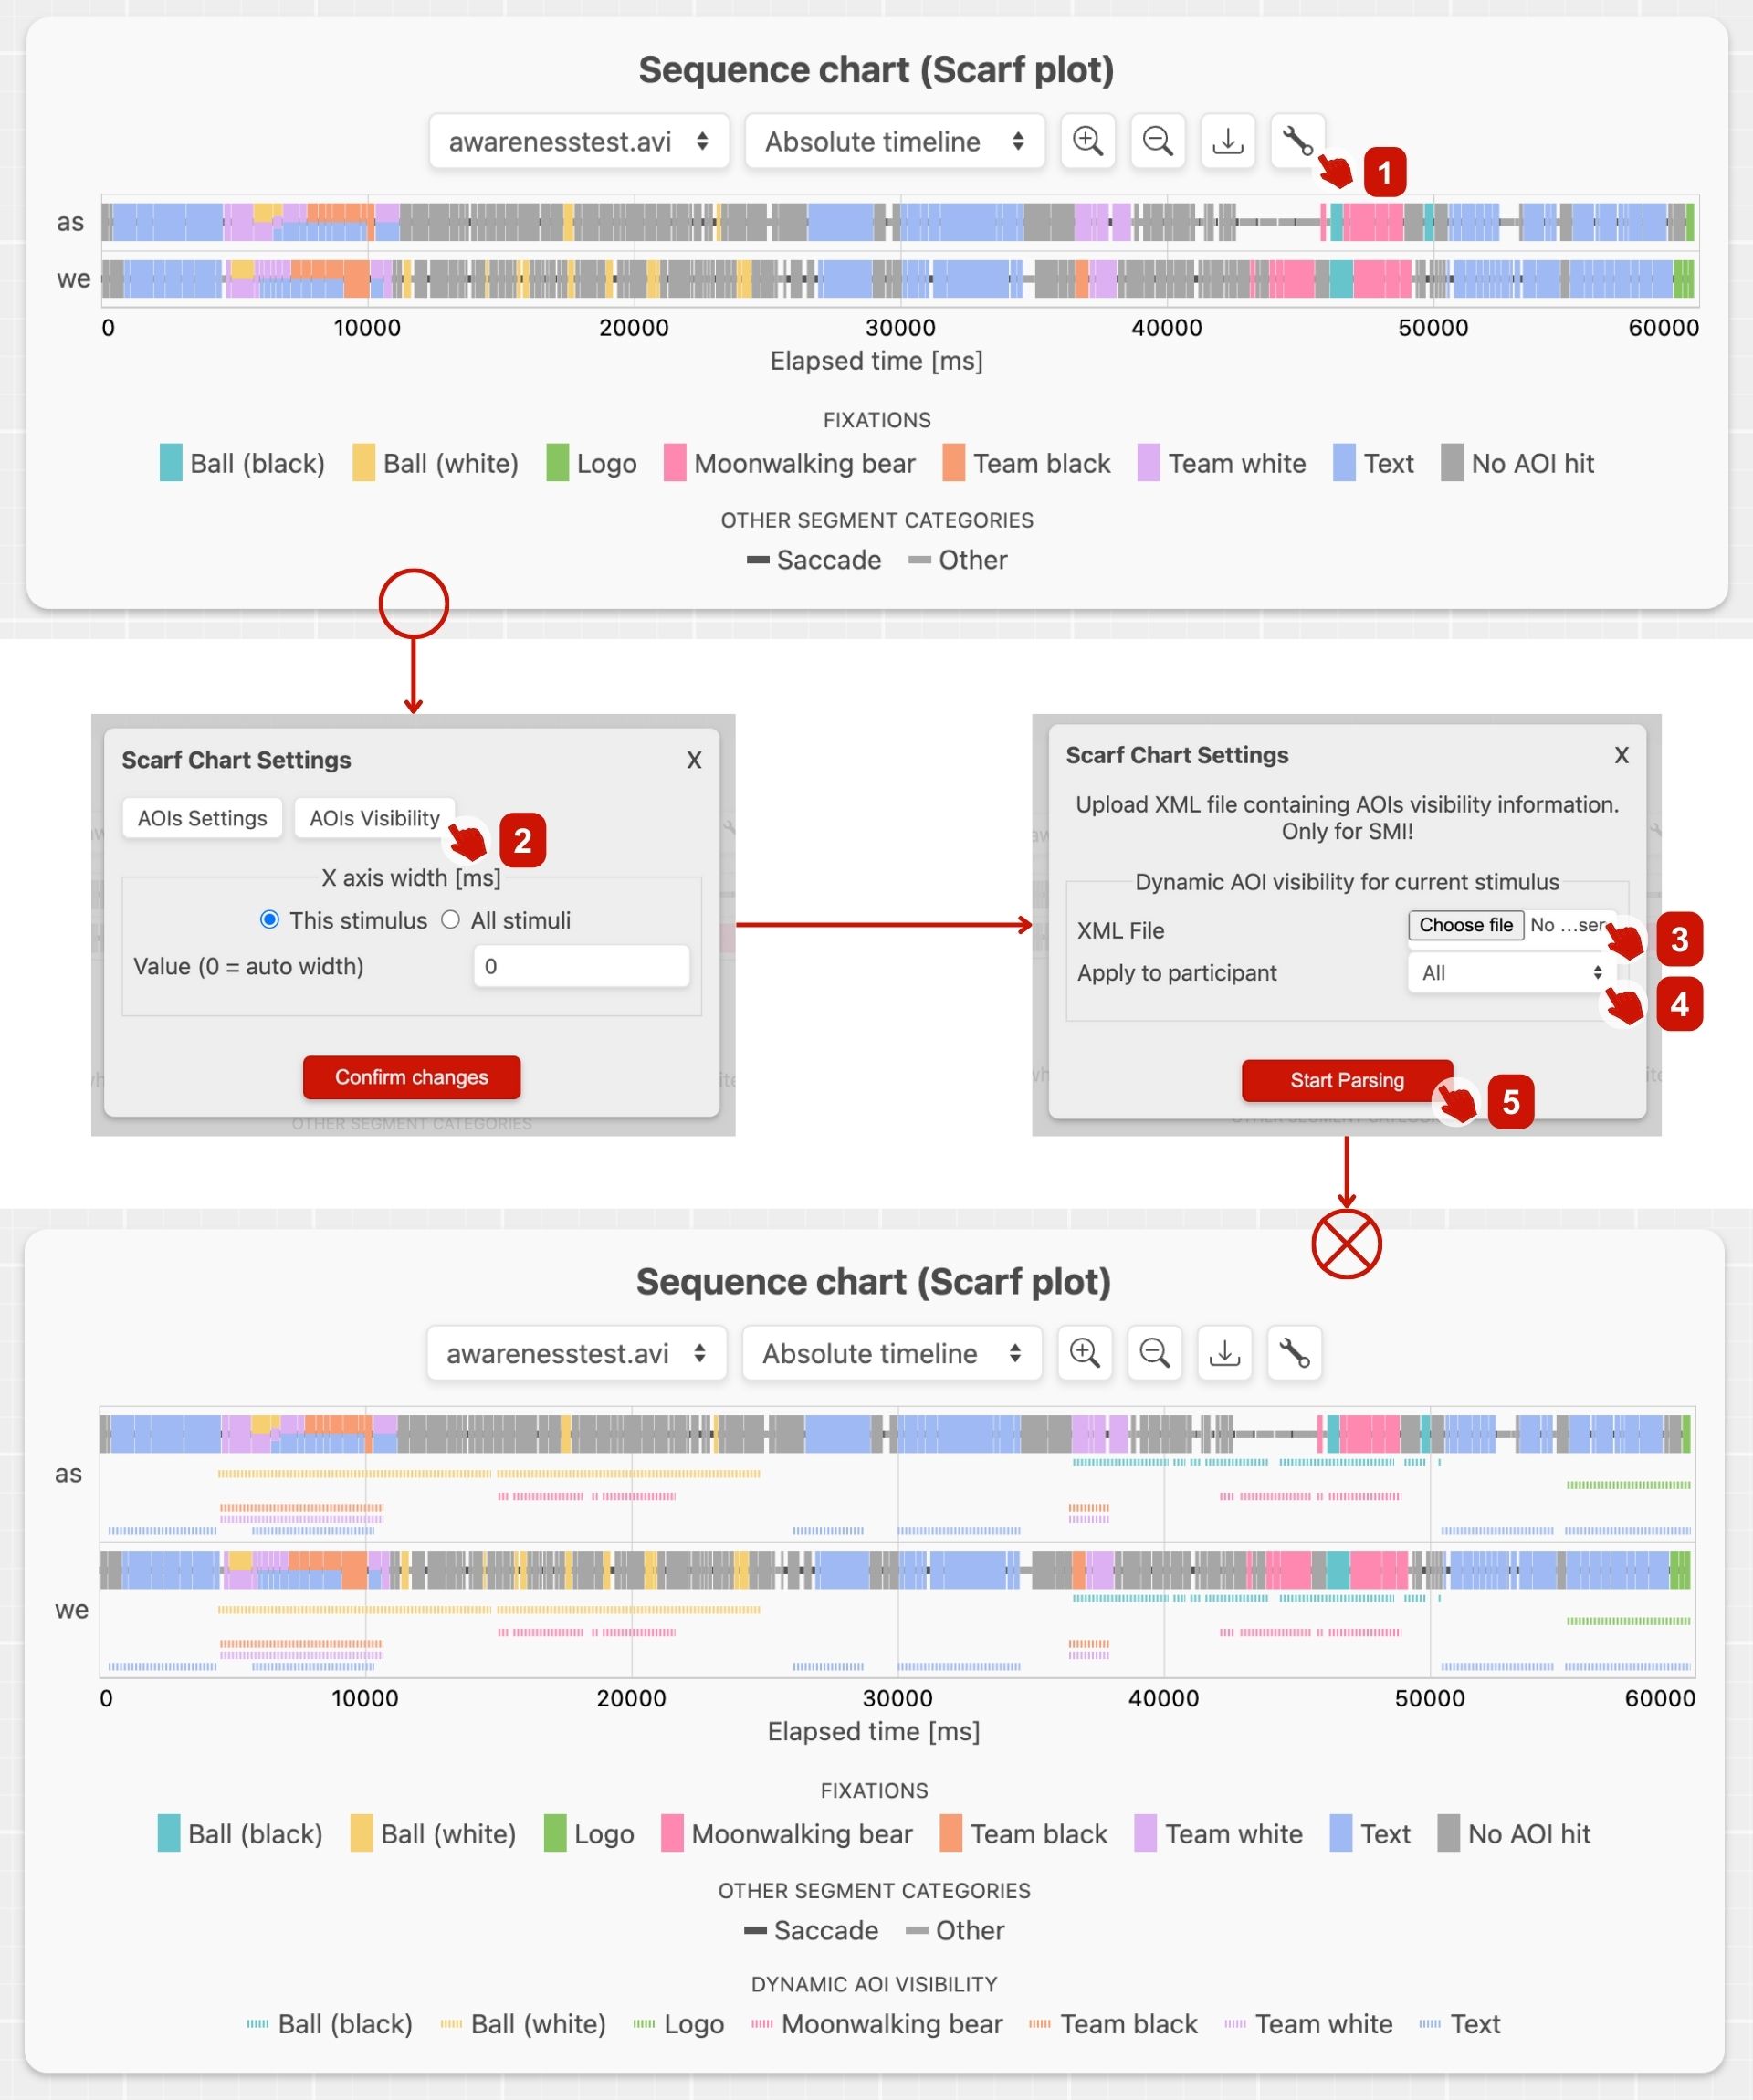 Sequence chart (Scarf plot)
awarenesstest.avi Absolute timeline
1
as
we
0 10000 20000 30000 40000 50000 60000
Elapsed time [ms]
FIXATIONS
Ball (black) Ball (white) Logo Moonwalking bear Team black Team white Text No AOI hit
OTHER SEGMENT CATEGORIES
Saccade Other
Scarf Chart Settings X
AOIs Settings AOIs Visibility
2
X axis width [ms]
This stimulus All stimuli
Value (0 = auto width) 0
Confirm changes
OTHER SEGMENT CATEGORIES
Scarf Chart Settings X
Upload XML file containing AOIs visibility information.
Only for SMI!
Dynamic AOI visibility for current stimulus
XML File Choose file No ...sen
3
Apply to participant All
4
Start Parsing
5
Sequence chart (Scarf plot)
awarenesstest.avi Absolute timeline
as
we
0 10000 20000 30000 40000 50000 60000
Elapsed time [ms]
FIXATIONS
Ball (black) Ball (white) Logo Moonwalking bear Team black Team white Text No AOI hit
OTHER SEGMENT CATEGORIES
Saccade Other
DYNAMIC AOI VISIBILITY
Ball (black) Ball (white) Logo Moonwalking bear Team black Team white Text